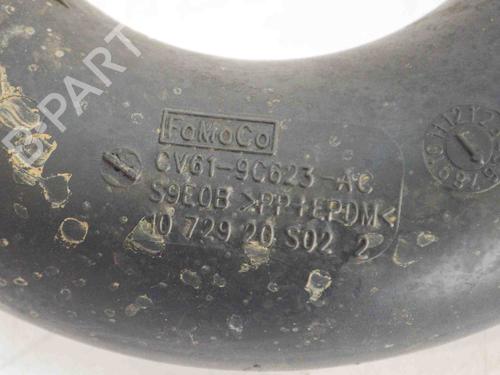 B-PART
FoMoCo
CV61-9C623-AC
S9E0B >PP+EPDM<
10 729 20 S02 2